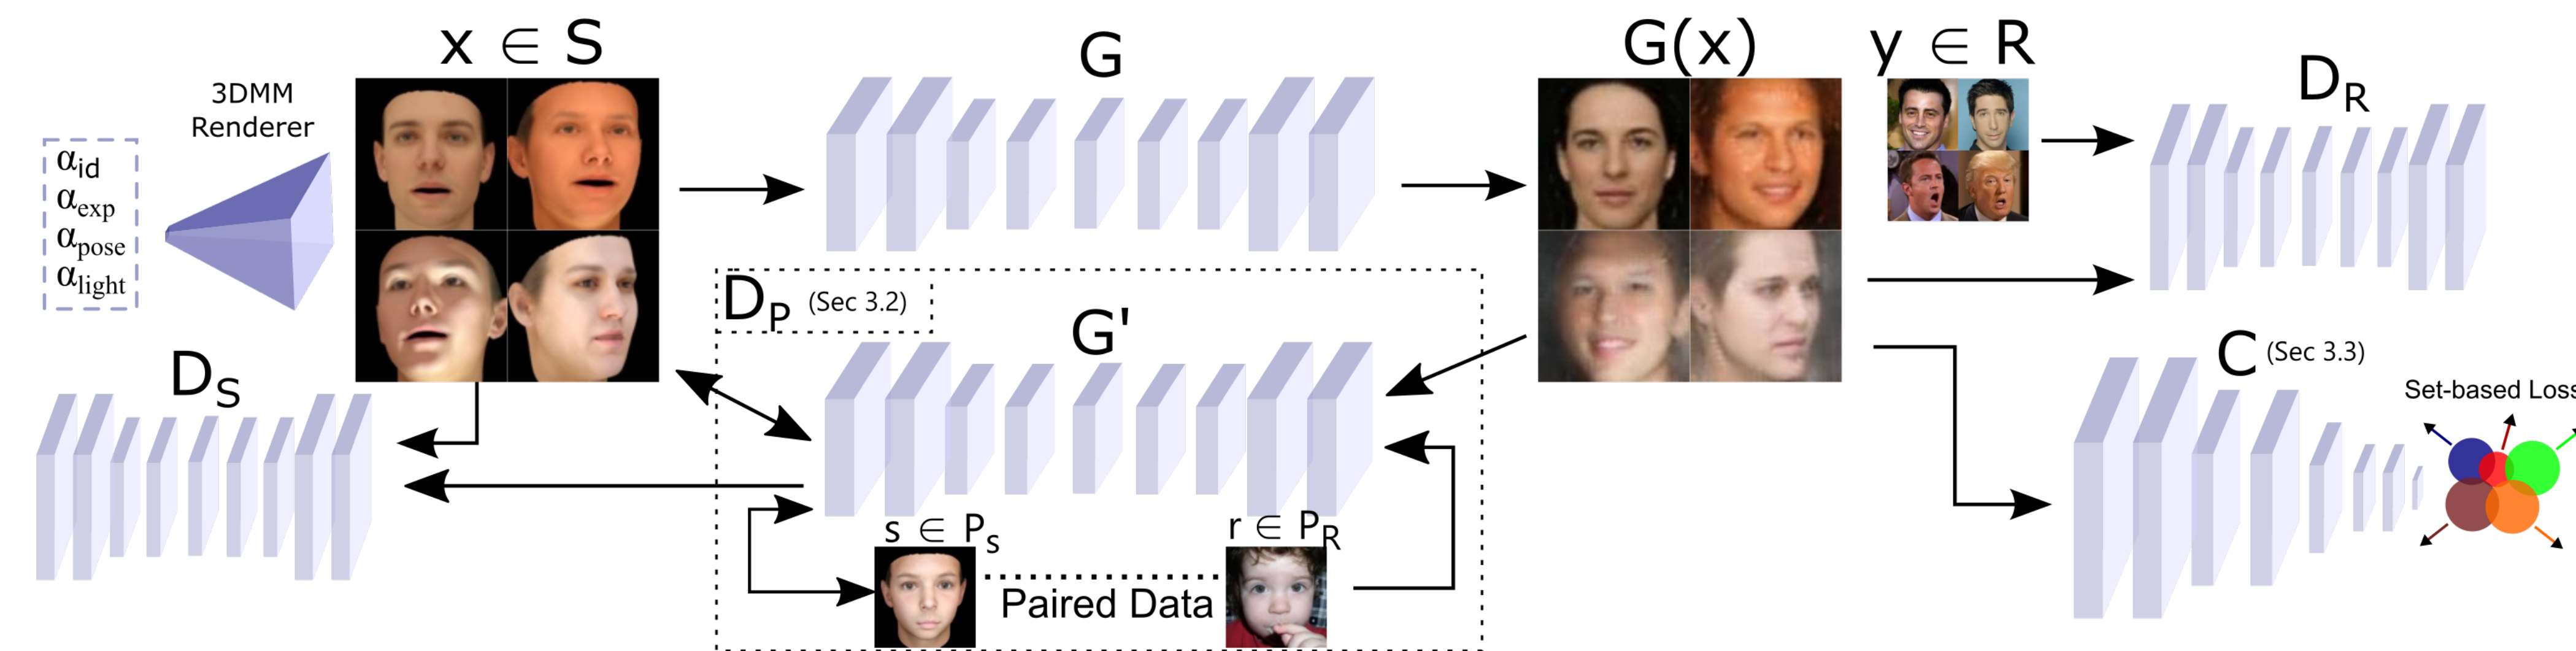 x ∈ S
G
G(x)
y ∈ R
D_R
3DMM
Renderer
α_id
α_exp
α_pose
α_light
D_P (Sec 3.2)
G'
D_S
C (Sec 3.3)
Set-based Loss
s ∈ P_s
r ∈ P_R
Paired Data